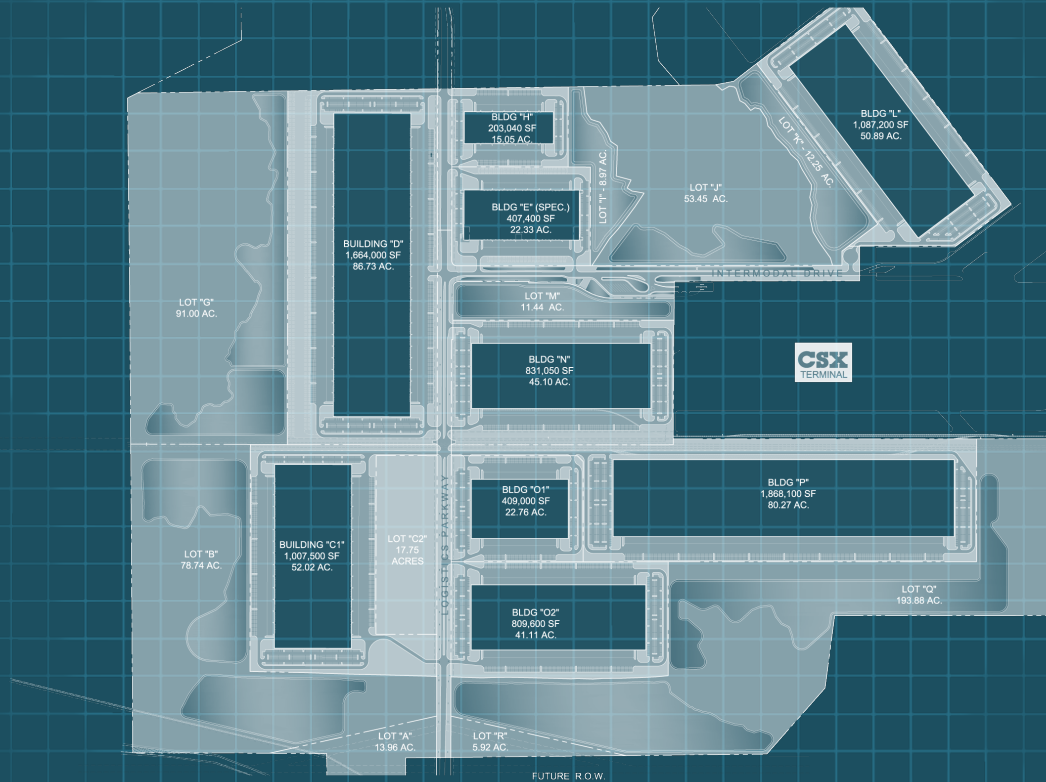 BLDG "H"
203,040 SF
15.05 AC.
BLDG "L"
1,087,200 SF
50.89 AC.
LOT "K" - 12.25 AC.
LOT "I" - 8.97 AC.
LOT "J"
53.45 AC.
BLDG "E" (SPEC.)
407,400 SF
22.33 AC.
BUILDING "D"
1,664,000 SF
86.73 AC.
INTERMODAL DRIVE
LOT "G"
91.00 AC.
LOT "M"
11.44 AC.
BLDG "N"
831,050 SF
45.10 AC.
CSX
TERMINAL
BLDG "O1"
409,000 SF
22.76 AC.
BLDG "P"
1,868,100 SF
80.27 AC.
LOGISTICS PARKWAY
LOT "B"
78.74 AC.
BUILDING "C1"
1,007,500 SF
52.02 AC.
LOT "C2"
17.75
ACRES
LOT "Q"
193.88 AC.
BLDG "O2"
809,600 SF
41.11 AC.
LOT "A"
13.96 AC.
LOT "R"
5.92 AC.
FUTURE R.O.W.